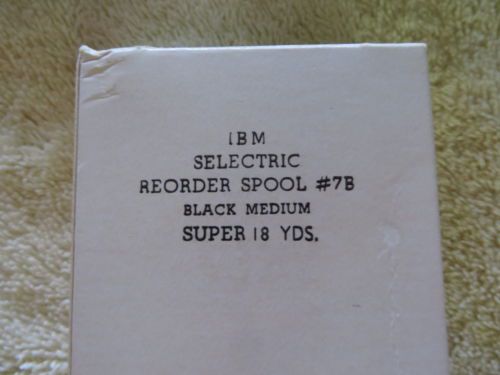 IBM
SELECTRIC
REORDER SPOOL #7B
BLACK MEDIUM
SUPER 18 YDS.